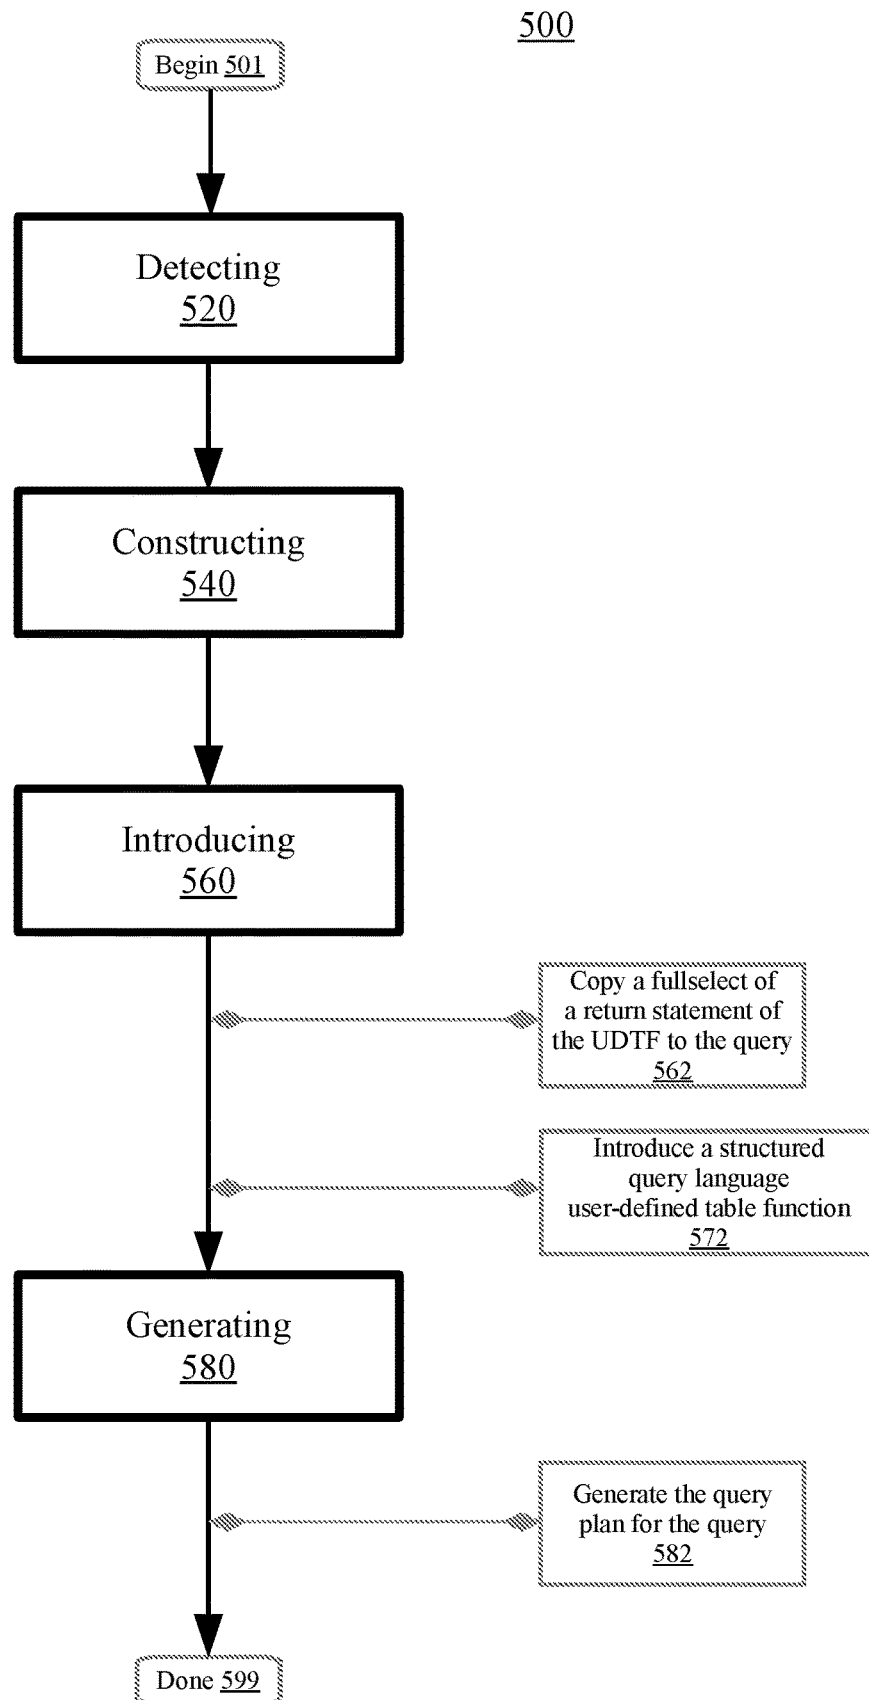 500
Begin 501
Detecting
520
Constructing
540
Introducing
560
Copy a fullselect of
a return statement of
the UDTF to the query
562
Introduce a structured
query language
user-defined table function
572
Generating
580
Generate the query
plan for the query
582
Done 599